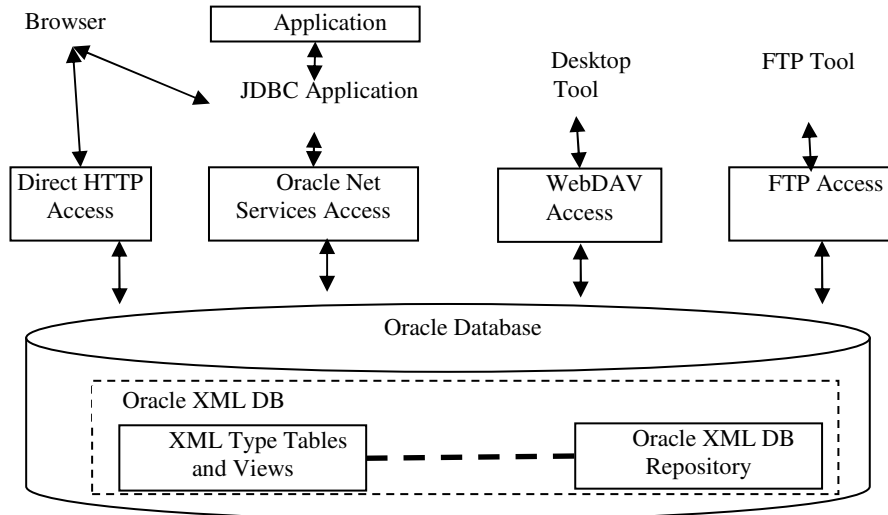 Browser
Application
JDBC Application
Desktop
Tool
FTP Tool
Direct HTTP
Access
Oracle Net
Services Access
WebDAV
Access
FTP Access
Oracle Database
Oracle XML DB
XML Type Tables
and Views
Oracle XML DB
Repository